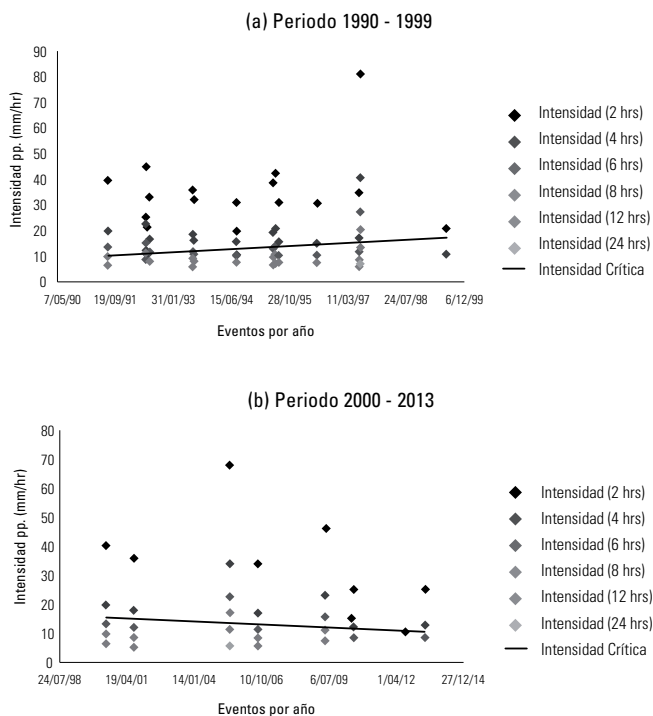 (a) Periodo 1990 - 1999
Intensidad pp. (mm/hr)
90
80
70
60
50
40
30
20
10
0
7/05/90 19/09/91 31/01/93 15/06/94 28/10/95 11/03/97 24/07/98 6/12/99
Eventos por año
Intensidad (2 hrs)
Intensidad (4 hrs)
Intensidad (6 hrs)
Intensidad (8 hrs)
Intensidad (12 hrs)
Intensidad (24 hrs)
Intensidad Crítica
(b) Periodo 2000 - 2013
Intensidad pp. (mm/hr)
80
70
60
50
40
30
20
10
0
24/07/98 19/04/01 14/01/04 10/10/06 6/07/09 1/04/12 27/12/14
Eventos por año
Intensidad (2 hrs)
Intensidad (4 hrs)
Intensidad (6 hrs)
Intensidad (8 hrs)
Intensidad (12 hrs)
Intensidad (24 hrs)
Intensidad Crítica